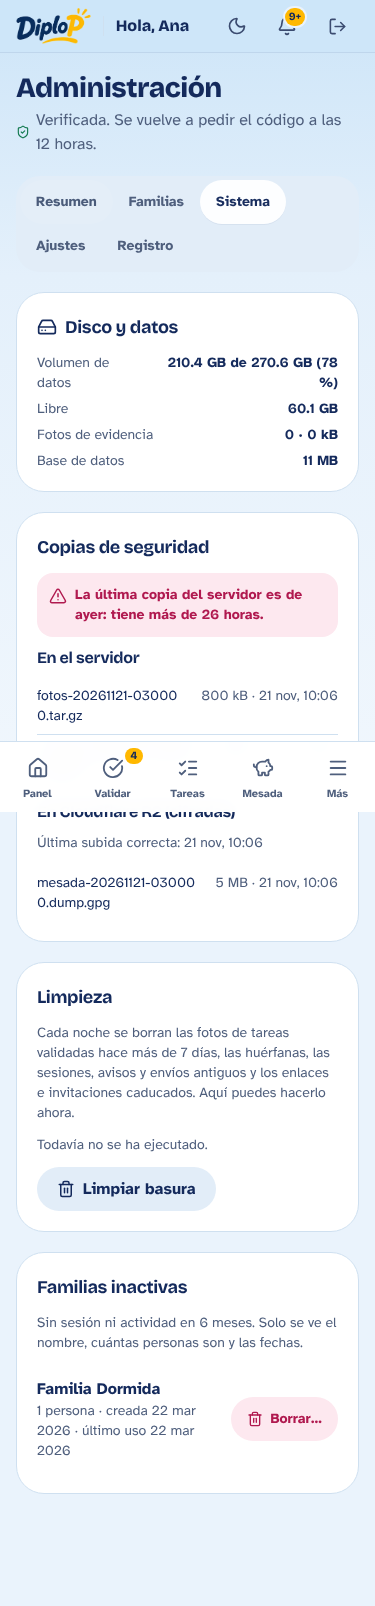 DiploP
Hola, Ana
9+
Administración
Verificada. Se vuelve a pedir el código a las
12 horas.
Resumen
Familias
Sistema
Ajustes
Registro
Disco y datos
Volumen de
datos
210.4 GB de 270.6 GB (78
%)
Libre
60.1 GB
Fotos de evidencia
0 · 0 kB
Base de datos
11 MB
Copias de seguridad
La última copia del servidor es de
ayer: tiene más de 26 horas.
En el servidor
fotos-20261121-03000
0.tar.gz
800 kB · 21 nov, 10:06
4
Panel
Validar
Tareas
Mesada
Más
En Cloudflare R2 (cifradas)
Última subida correcta: 21 nov, 10:06
mesada-20261121-03000
0.dump.gpg
5 MB · 21 nov, 10:06
Limpieza
Cada noche se borran las fotos de tareas
validadas hace más de 7 días, las huérfanas, las
sesiones, avisos y envíos antiguos y los enlaces
e invitaciones caducados. Aquí puedes hacerlo
ahora.
Todavía no se ha ejecutado.
Limpiar basura
Familias inactivas
Sin sesión ni actividad en 6 meses. Solo se ve el
nombre, cuántas personas son y las fechas.
Familia Dormida
1 persona · creada 22 mar
2026 · último uso 22 mar
2026
Borrar...